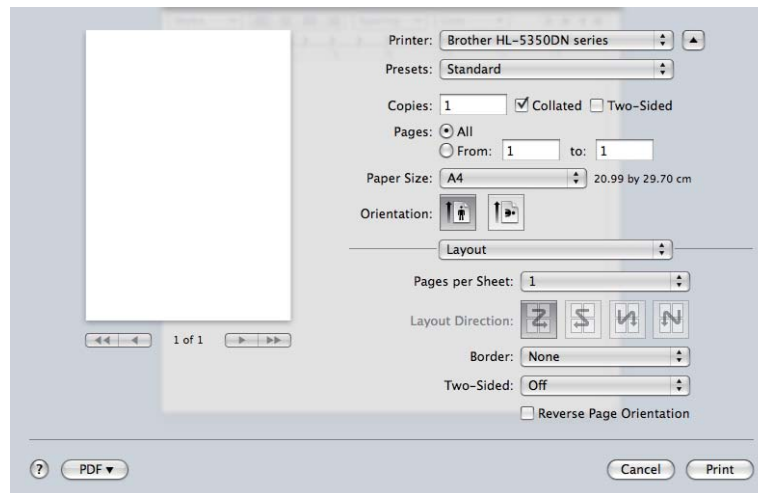 Printer: Brother HL-5350DN series
Presets: Standard
Copies: 1 Collated Two-Sided
Pages: All
From: 1 to: 1
Paper Size: A4 20.99 by 29.70 cm
Orientation:
Layout
Pages per Sheet: 1
Layout Direction:
1 of 1
Border: None
Two-Sided: Off
Reverse Page Orientation
? PDF Cancel Print